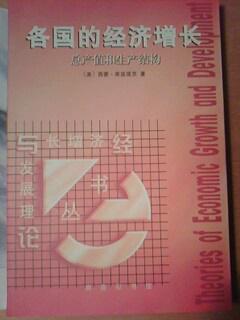 各国的经济增长
总产值和生产结构
〔美〕西蒙·库兹涅茨 著
经济增长
与发展理论
丛书
Theories of Economic Growth and Development